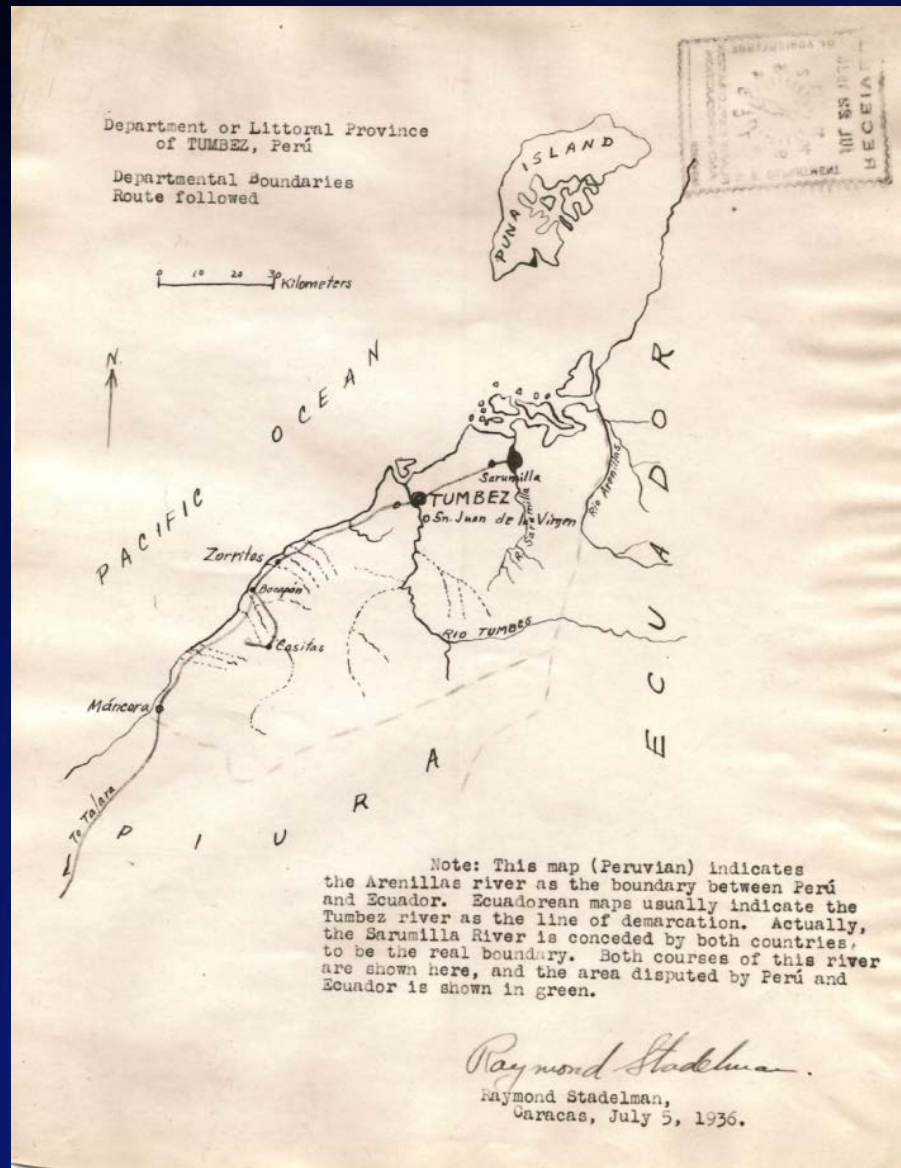 Department or Littoral Province
of TUMBEZ, Perú
Departmental Boundaries
Route followed
0 10 20 30 Kilometers
N.
PUNA ISLAND
PACIFIC OCEAN
ECUADOR
Sarumilla
TUMBEZ
Sn. Juan de la Virgen
R. Sarumilla
Rio Arenillas
Zorritos
Bocapan
Casitas
RIO TUMBES
Máncora
To Talara
PIURA
Note: This map (Peruvian) indicates
the Arenillas river as the boundary between Perú
and Ecuador. Ecuadorean maps usually indicate the
Tumbez river as the line of demarcation. Actually,
the Sarumilla River is conceded by both countries,
to be the real boundary. Both courses of this river
are shown here, and the area disputed by Perú and
Ecuador is shown in green.
Raymond Stadelman.
Raymond Stadelman,
Caracas, July 5, 1936.
RECEIVED